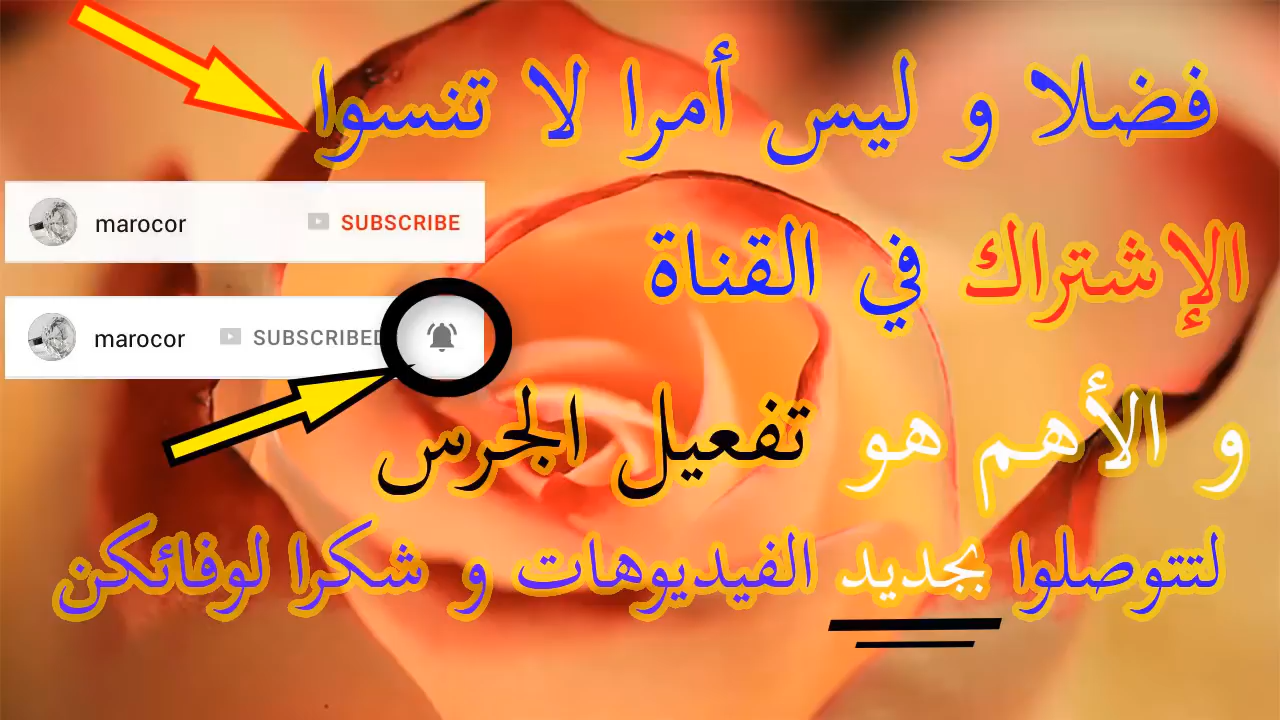 فضلا و ليس أمرا لا تنسوا
marocor SUBSCRIBE
الإشتراك في القناة
marocor SUBSCRIBED
و الأهم هو تفعيل الجرس
لتتوصلوا بجديد الفيديوهات و شكرا لوفائكن